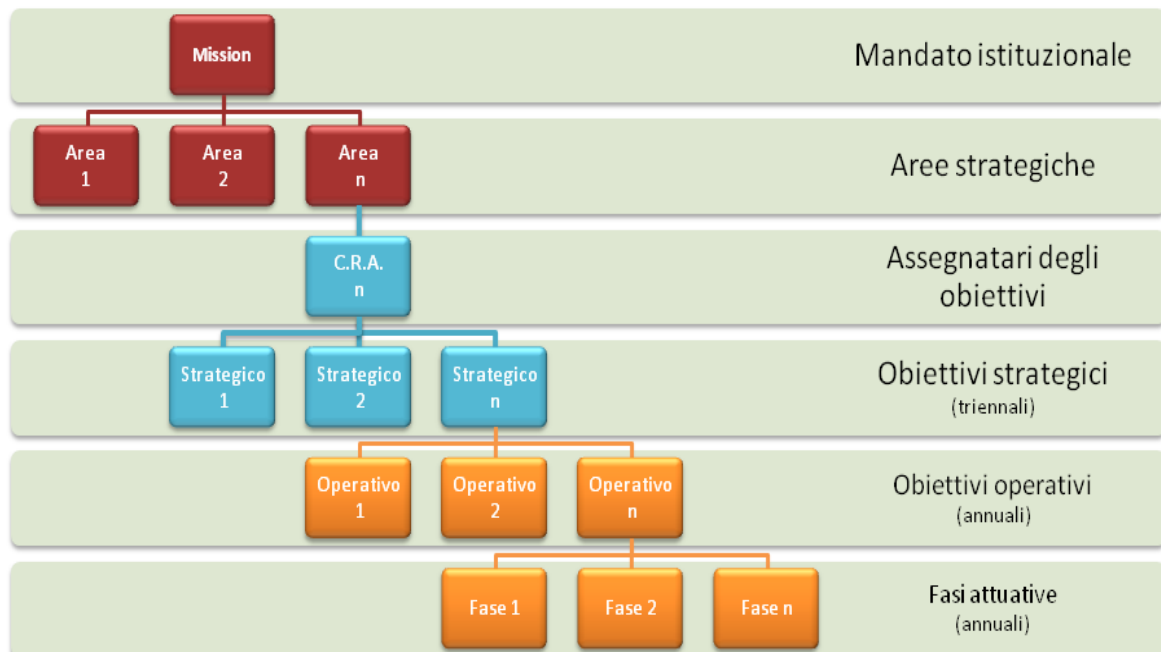 Mission
Mandato istituzionale
Area
1
Area
2
Area
n
Aree strategiche
C.R.A.
n
Assegnatari degli
obiettivi
Strategico
1
Strategico
2
Strategico
n
Obiettivi strategici
(triennali)
Operativo
1
Operativo
2
Operativo
n
Obiettivi operativi
(annuali)
Fase 1
Fase 2
Fase n
Fasi attuative
(annuali)